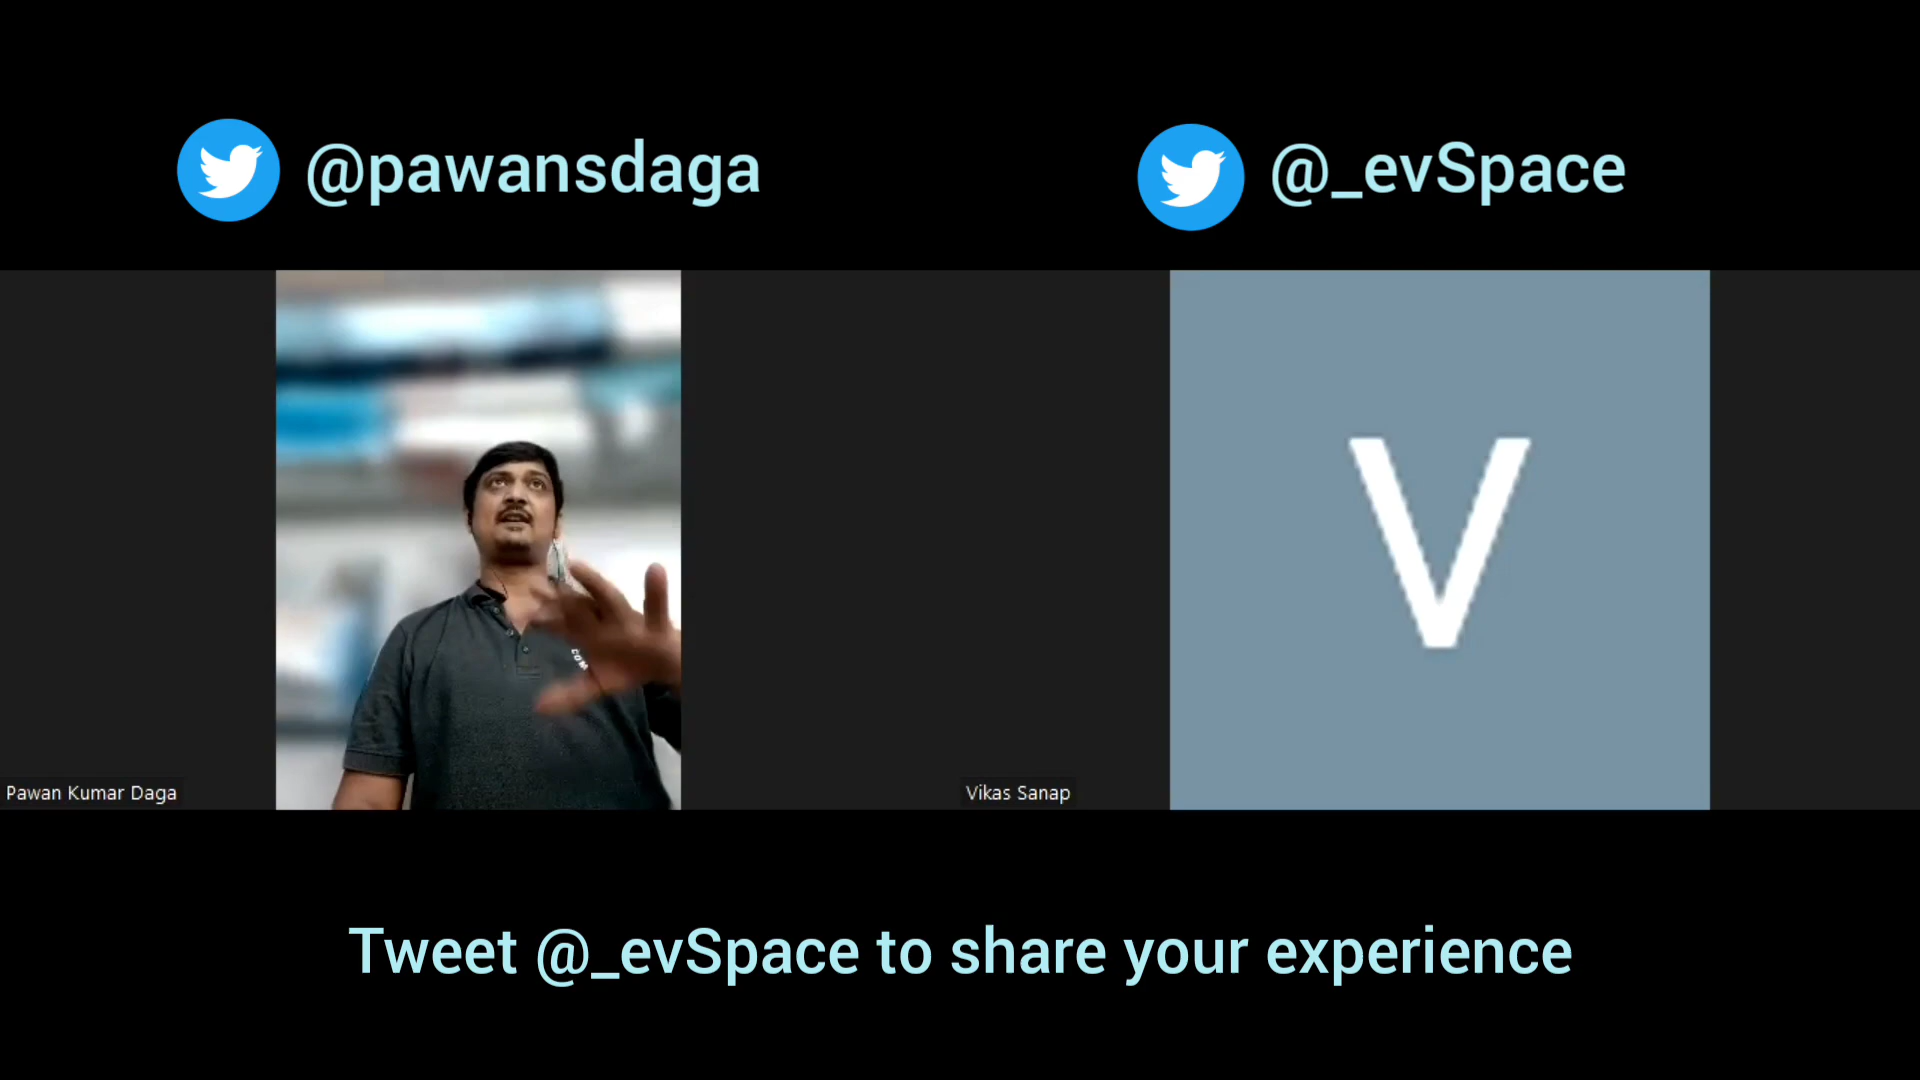 @pawansdaga
@_evSpace
V
Pawan Kumar Daga
Vikas Sanap
Tweet @_evSpace to share your experience